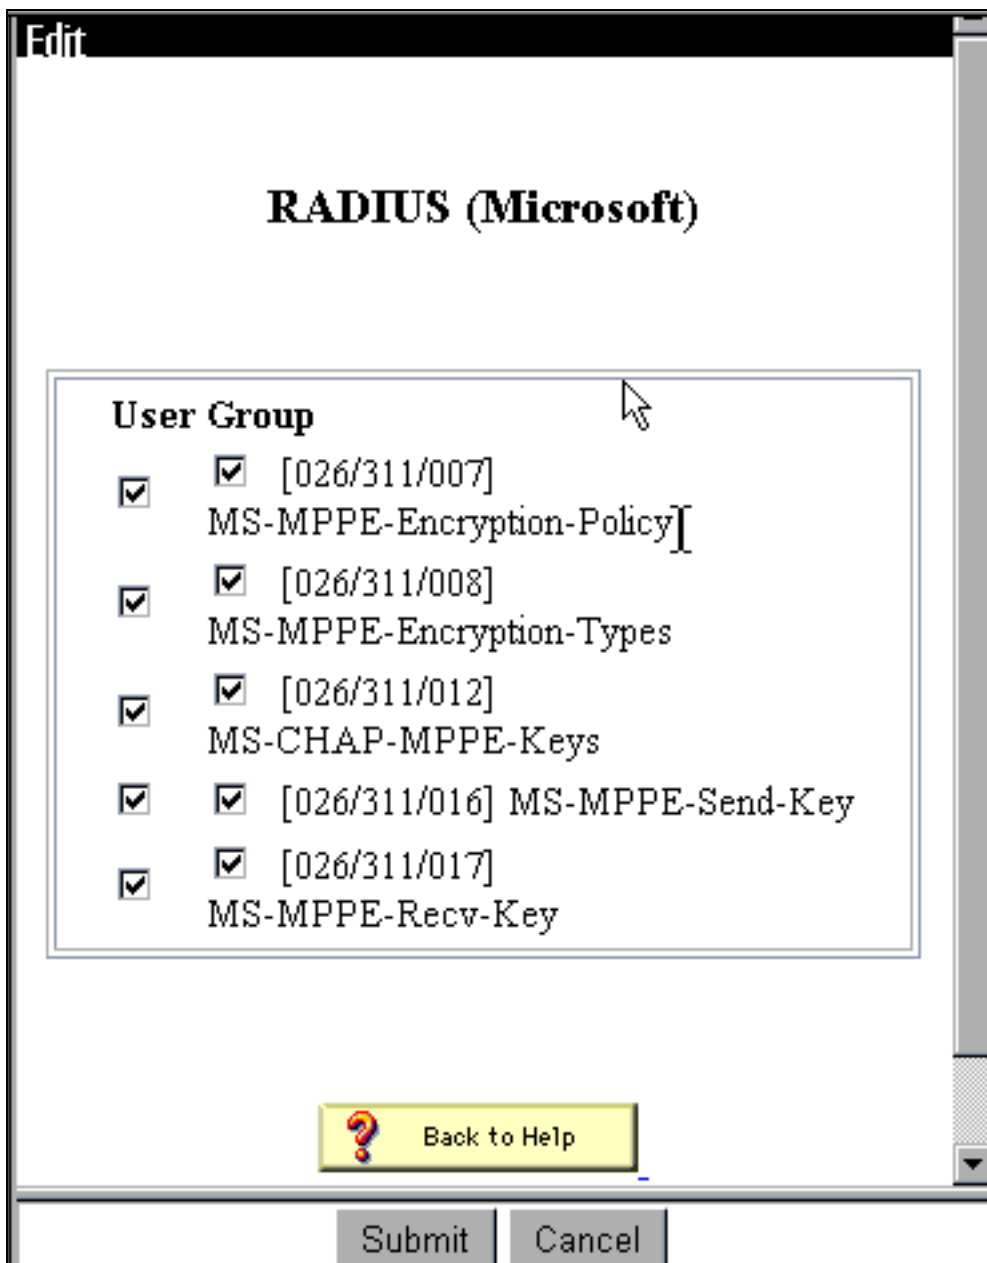 Edit
RADIUS (Microsoft)
User Group
[026/311/007]
MS-MPPE-Encryption-Policy
[026/311/008]
MS-MPPE-Encryption-Types
[026/311/012]
MS-CHAP-MPPE-Keys
[026/311/016] MS-MPPE-Send-Key
[026/311/017]
MS-MPPE-Recv-Key
Back to Help
Submit Cancel